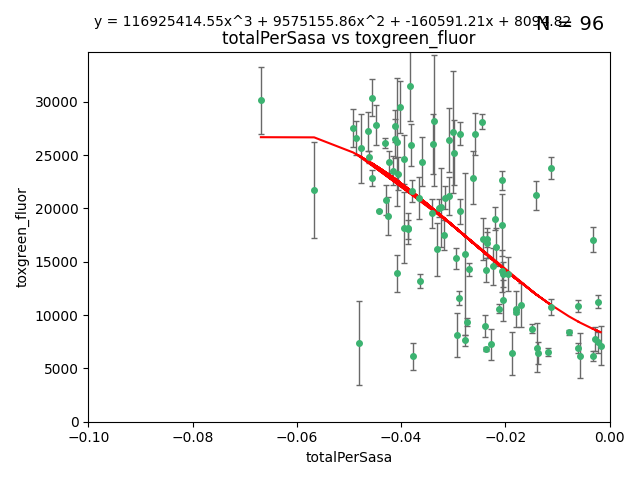 y = 116925414.55x^3 + 9575155.86x^2 + -160591.21x + 8094.82
N = 96
totalPerSasa vs toxgreen_fluor
30000
25000
20000
15000
10000
5000
0
toxgreen_fluor
−0.10 −0.08 −0.06 −0.04 −0.02 0.00
totalPerSasa